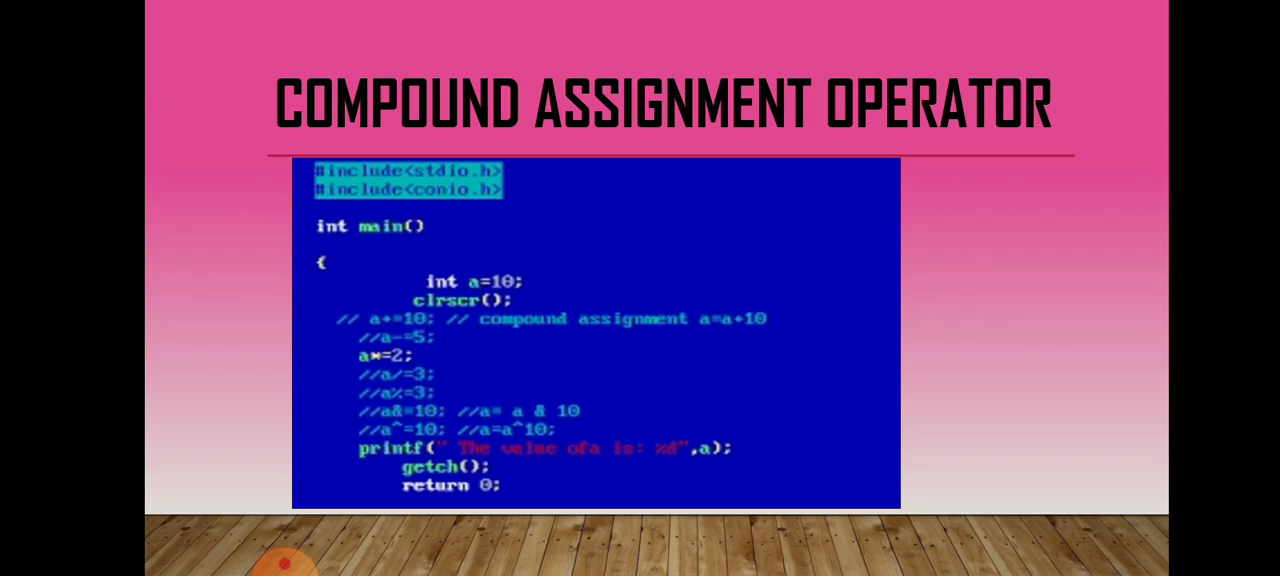 COMPOUND ASSIGNMENT OPERATOR
#include<stdio.h>
#include<conio.h>
int main()
{
int a=10;
clrscr();
// a+=10; // compound assignment a=a+10
//a-=5;
a*=2;
//a/=3;
//a%=3;
//a&=10; //a= a & 10
//a^=10; //a=a^10;
printf(" The value ofa is: %d",a);
getch();
return 0;